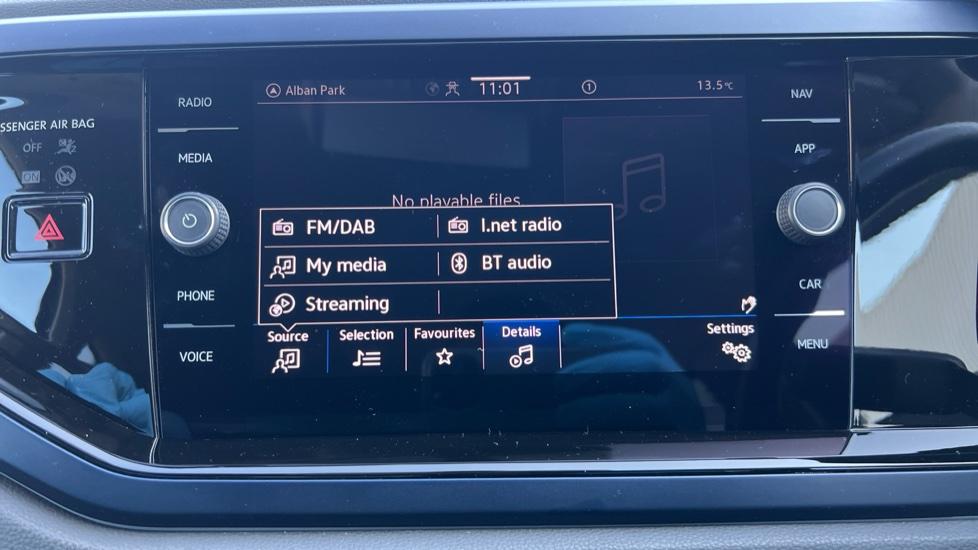 SSENGER AIR BAG
OFF
ON
RADIO
MEDIA
PHONE
VOICE
Alban Park
11:01
1
13.5°C
No playable files
FM/DAB
I.net radio
My media
BT audio
Streaming
Source
Selection
Favourites
Details
Settings
NAV
APP
CAR
MENU